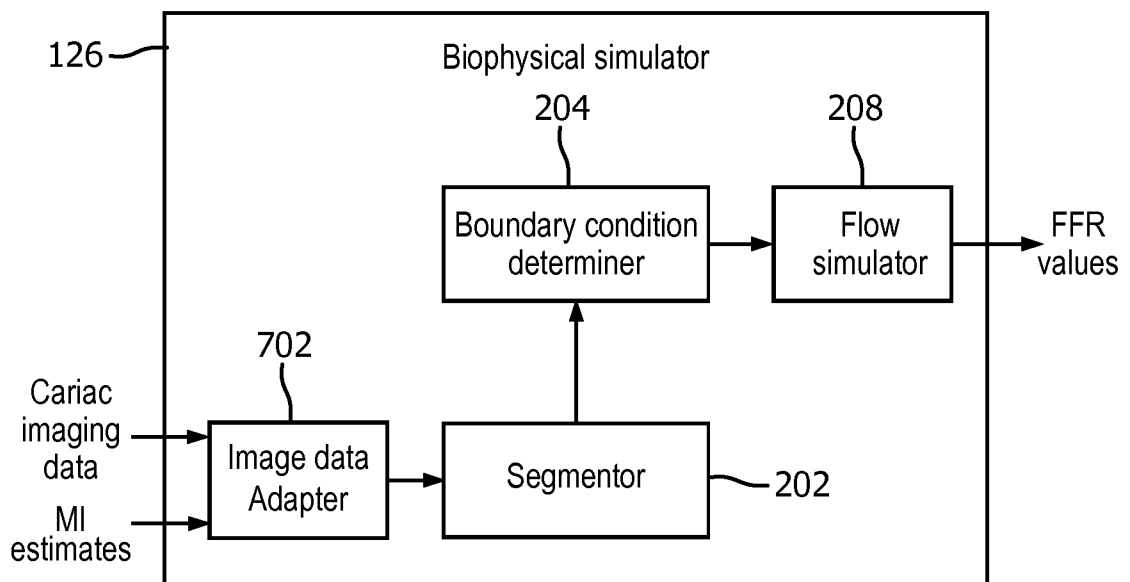 126
Biophysical simulator
204
208
Boundary condition
determiner
Flow
simulator
FFR
values
702
Cariac
imaging
data
Image data
Adapter
Segmentor
202
MI
estimates